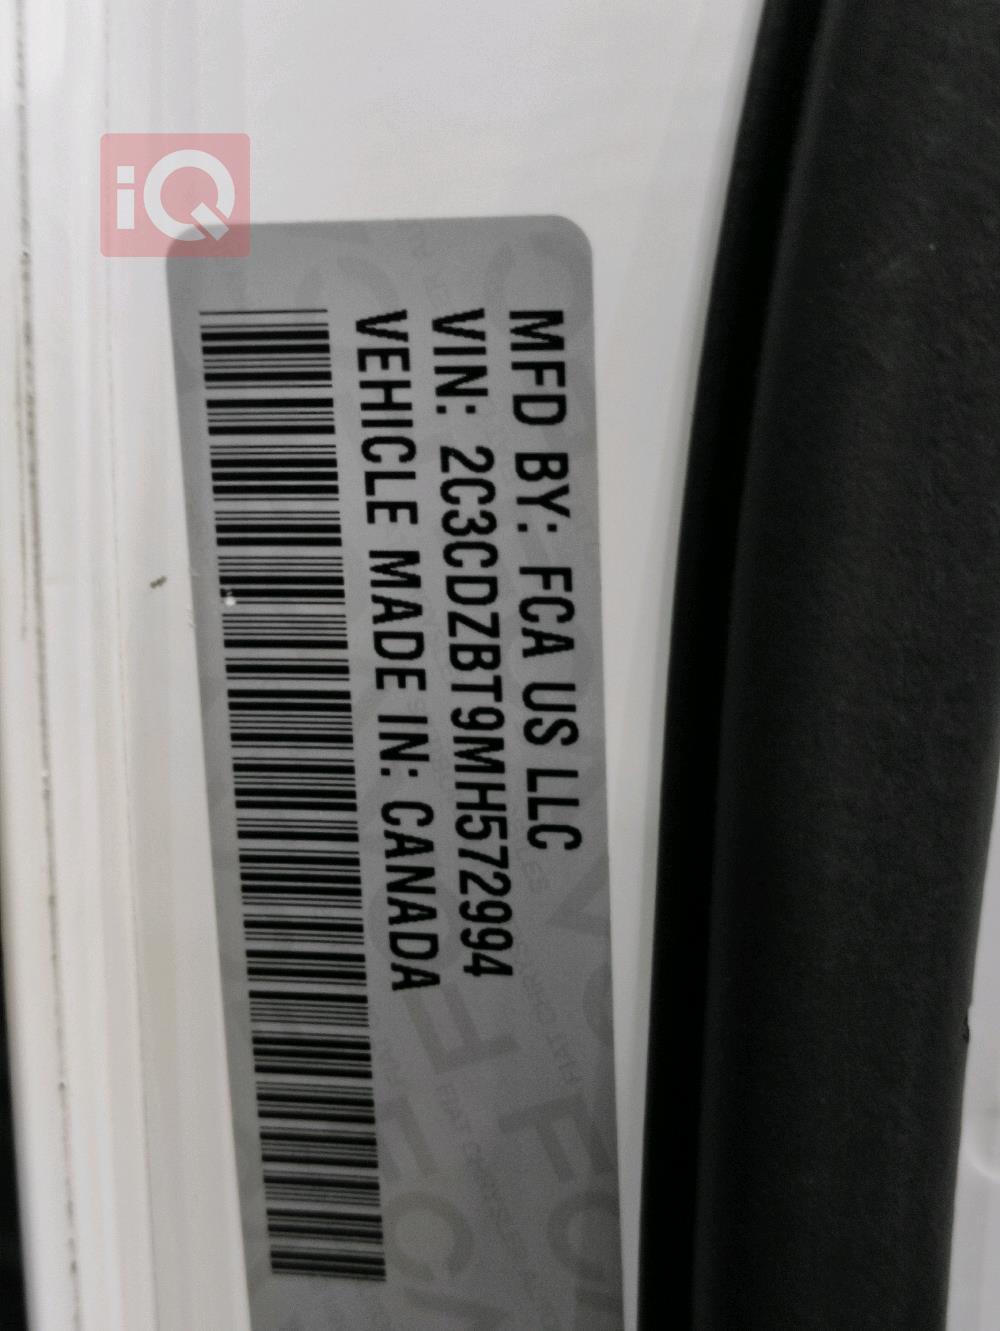 iQ
MFD BY: FCA US LLC
VIN: 2C3CDZBT9MH572994
VEHICLE MADE IN: CANADA